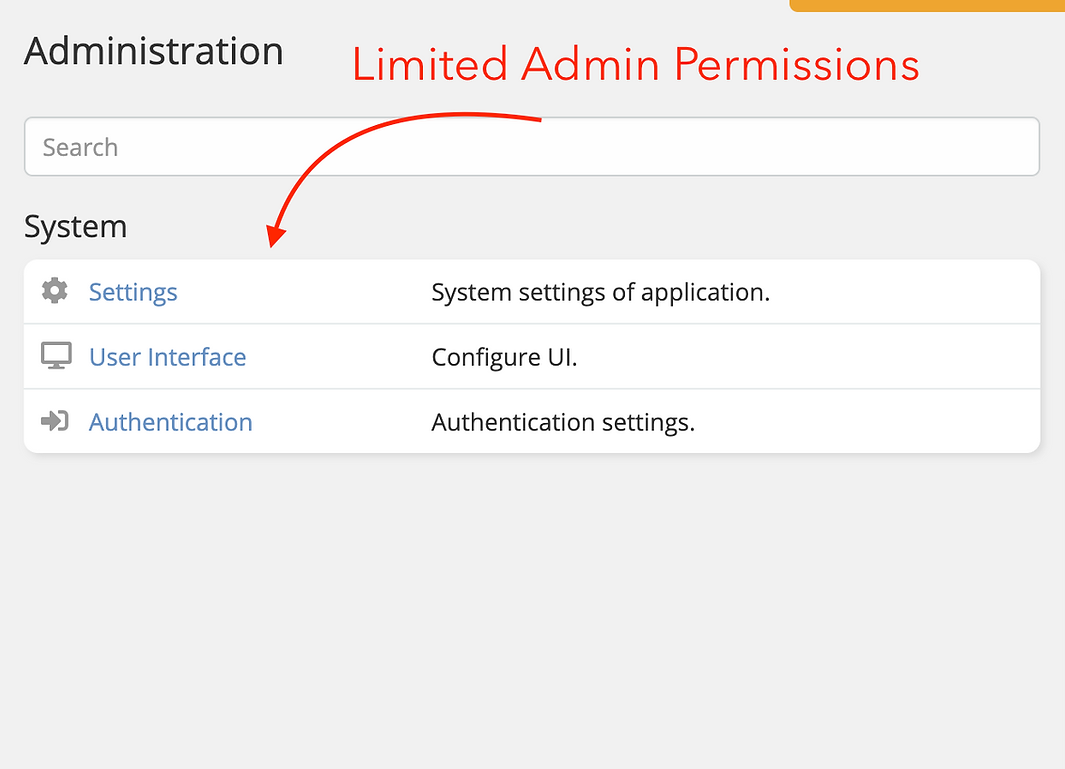 Administration
Limited Admin Permissions
Search
System
Settings System settings of application.
User Interface Configure UI.
Authentication Authentication settings.